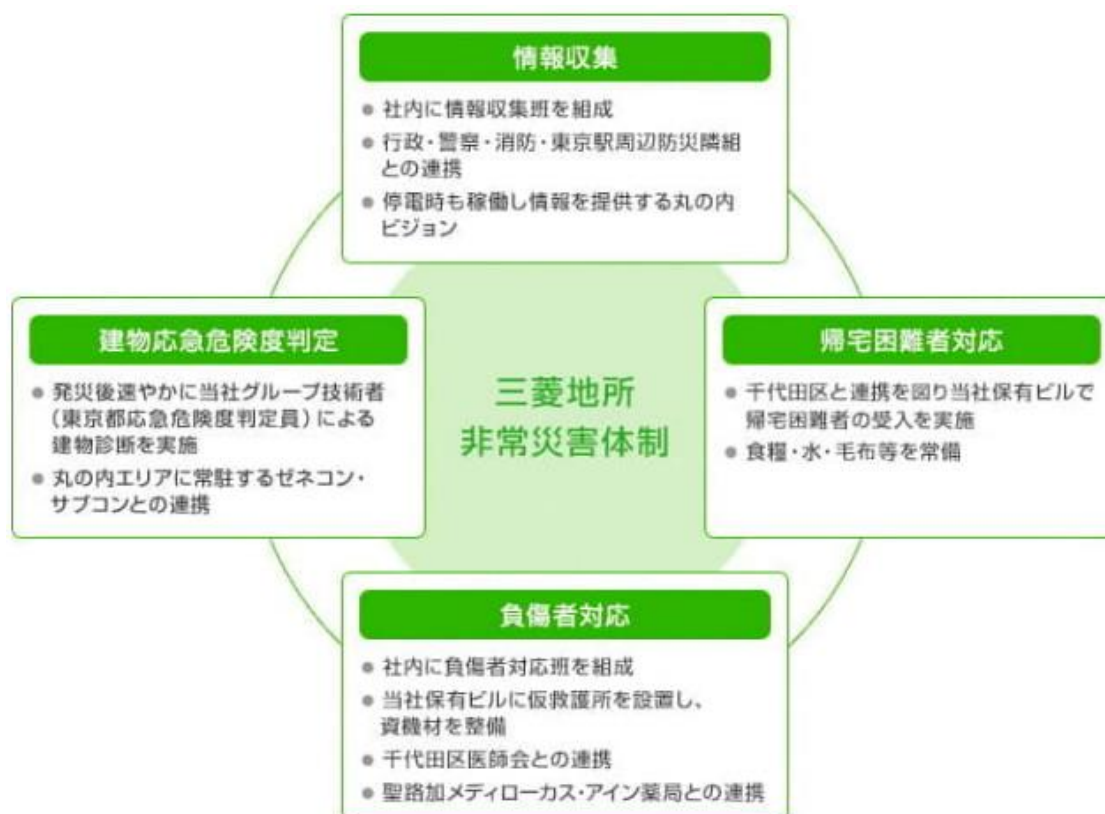 情報収集
● 社内に情報収集班を組成
● 行政・警察・消防・東京駅周辺防災隣組
との連携
● 停電時も稼働し情報を提供する丸の内
ビジョン
建物応急危険度判定
● 発災後速やかに当社グループ技術者
(東京都応急危険度判定員)による
建物診断を実施
● 丸の内エリアに常駐するゼネコン・
サブコンとの連携
三菱地所
非常災害体制
帰宅困難者対応
● 千代田区と連携を図り当社保有ビルで
帰宅困難者の受入を実施
● 食糧・水・毛布等を常備
負傷者対応
● 社内に負傷者対応班を組成
● 当社保有ビルに仮救護所を設置し、
資機材を整備
● 千代田区医師会との連携
● 聖路加メディローカス・アイン薬局との連携